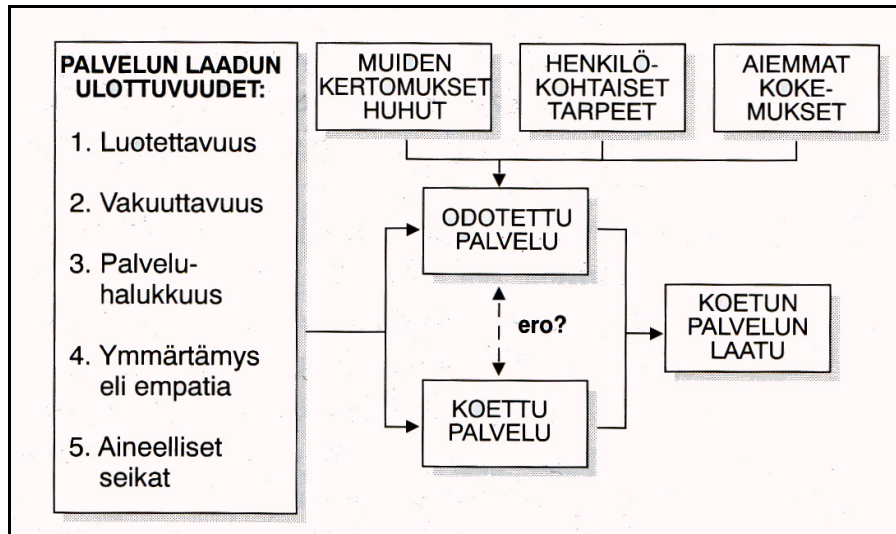 PALVELUN LAADUN
ULOTTUVUUDET:
1. Luotettavuus
2. Vakuuttavuus
3. Palvelu-
halukkuus
4. Ymmärtämys
eli empatia
5. Aineelliset
seikat
MUIDEN
KERTOMUKSET
HUHUT
HENKILÖ-
KOHTAISET
TARPEET
AIEMMAT
KOKE-
MUKSET
ODOTETTU
PALVELU
ero?
KOETTU
PALVELU
KOETUN
PALVELUN
LAATU